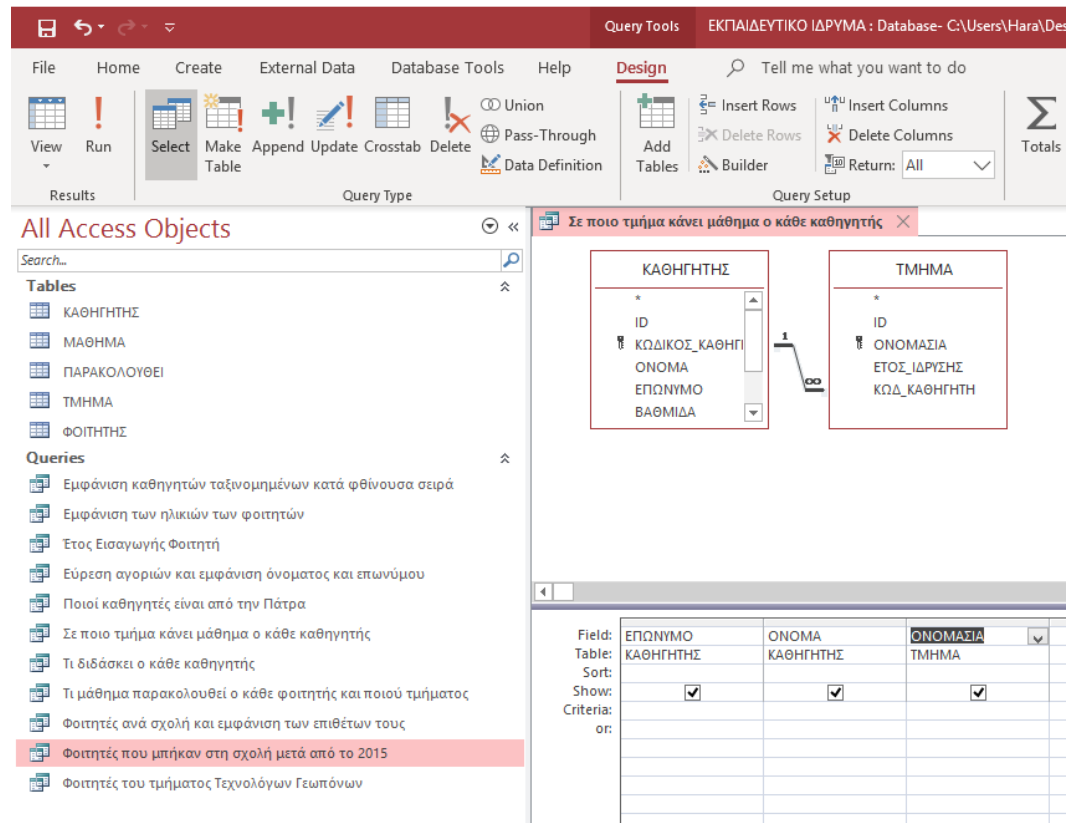 Query Tools
ΕΚΠΑΙΔΕΥΤΙΚΟ ΙΔΡΥΜΑ : Database- C:\Users\Hara\Des
File Home Create External Data Database Tools Help Design Tell me what you want to do
View
Run
Select
Make Table
Append
Update
Crosstab
Delete
Union
Pass-Through
Data Definition
Add Tables
Insert Rows
Delete Rows
Builder
Insert Columns
Delete Columns
Return: All
Totals
Results
Query Type
Query Setup
All Access Objects
Search...
Tables
ΚΑΘΗΓΗΤΗΣ
ΜΑΘΗΜΑ
ΠΑΡΑΚΟΛΟΥΘΕΙ
ΤΜΗΜΑ
ΦΟΙΤΗΤΗΣ
Queries
Εμφάνιση καθηγητών ταξινομημένων κατά φθίνουσα σειρά
Εμφάνιση των ηλικιών των φοιτητών
Έτος Εισαγωγής Φοιτητή
Εύρεση αγοριών και εμφάνιση όνοματος και επωνύμου
Ποιοί καθηγητές είναι από την Πάτρα
Σε ποιο τμήμα κάνει μάθημα ο κάθε καθηγητής
Τι διδάσκει ο κάθε καθηγητής
Τι μάθημα παρακολουθεί ο κάθε φοιτητής και ποιού τμήματος
Φοιτητές ανά σχολή και εμφάνιση των επιθέτων τους
Φοιτητές που μπήκαν στη σχολή μετά από το 2015
Φοιτητές του τμήματος Τεχνολόγων Γεωπόνων
Σε ποιο τμήμα κάνει μάθημα ο κάθε καθηγητής
ΚΑΘΗΓΗΤΗΣ
*
ID
ΚΩΔΙΚΟΣ_ΚΑΘΗΓΙ
ΟΝΟΜΑ
ΕΠΩΝΥΜΟ
ΒΑΘΜΙΔΑ
1
∞
ΤΜΗΜΑ
*
ID
ΟΝΟΜΑΣΙΑ
ΕΤΟΣ_ΙΔΡΥΣΗΣ
ΚΩΔ_ΚΑΘΗΓΗΤΗ
Field: ΕΠΩΝΥΜΟ ΟΝΟΜΑ ΟΝΟΜΑΣΙΑ
Table: ΚΑΘΗΓΗΤΗΣ ΚΑΘΗΓΗΤΗΣ ΤΜΗΜΑ
Sort:
Show:
Criteria:
or: